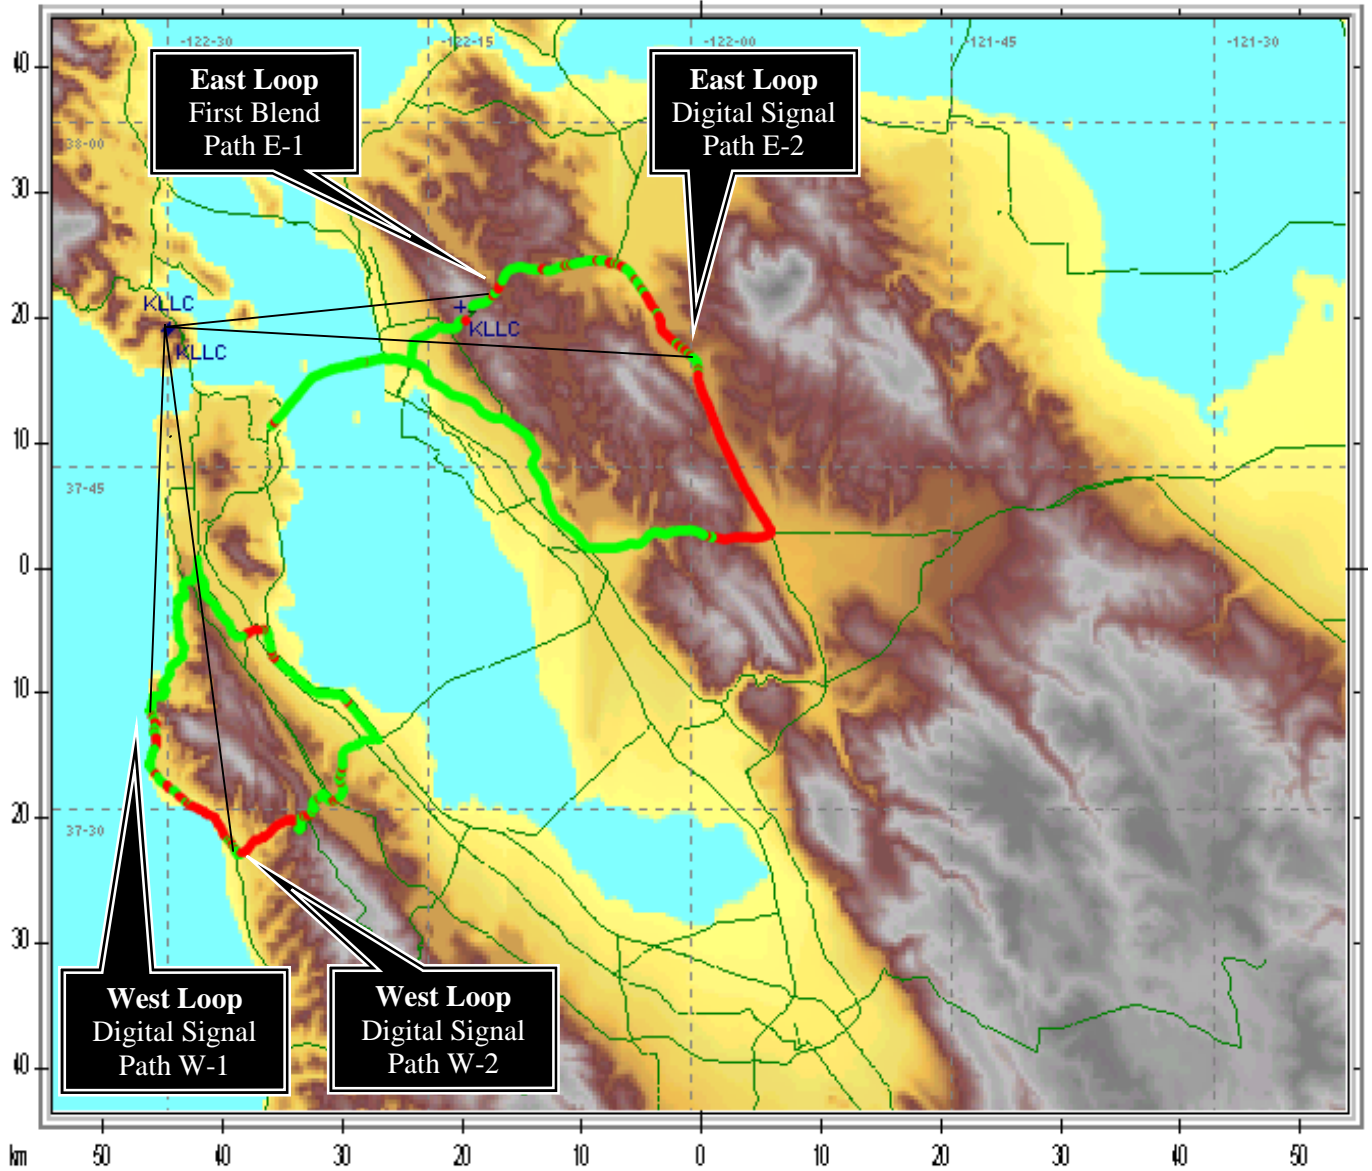 -122-30
-122-15
-122-00
-121-45
-121-30
40
30
20
10
0
10
20
30
40
38-00
37-45
37-30
East Loop
First Blend
Path E-1
East Loop
Digital Signal
Path E-2
KLLC
KLLC
KLLC
West Loop
Digital Signal
Path W-1
West Loop
Digital Signal
Path W-2
km 50 40 30 20 10 0 10 20 30 40 50